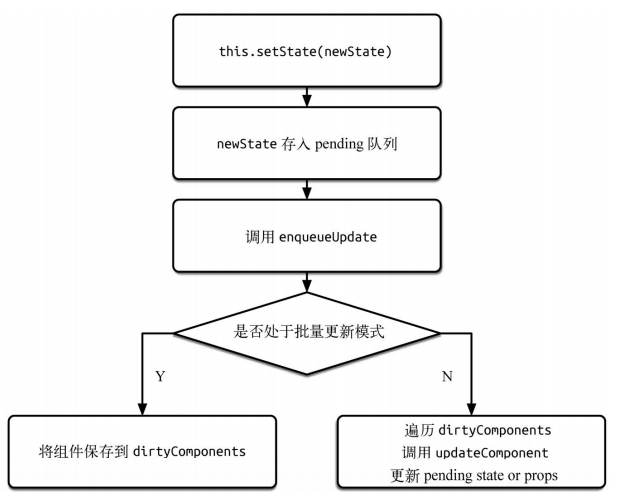 this.setState(newState)
newState 存入 pending 队列
调用 enqueueUpdate
是否处于批量更新模式
Y
N
将组件保存到 dirtyComponents
遍历 dirtyComponents
调用 updateComponent
更新 pending state or props